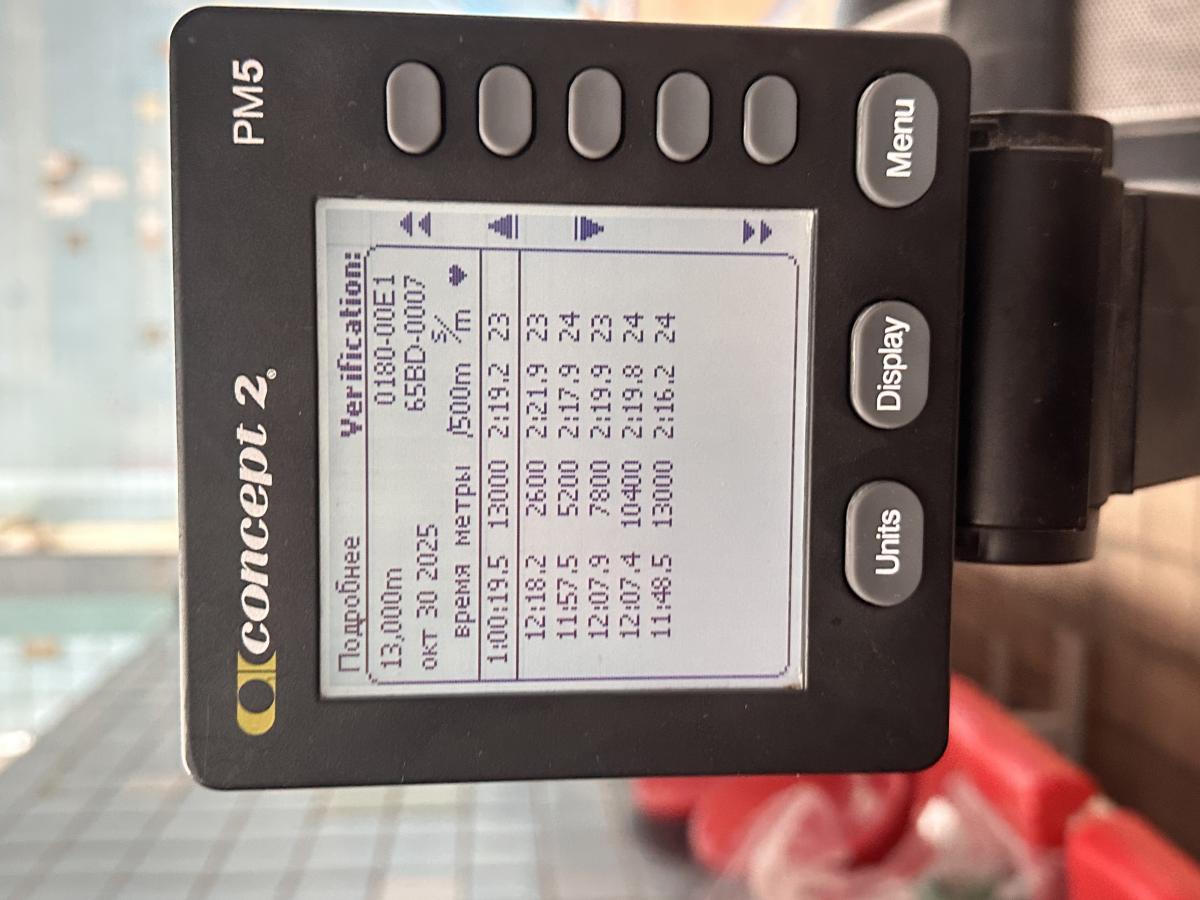 concept 2® PM5
Подробнее Verification:
13,000m 0180-00E1
окт 30 2025 65BD-0007
время метры /500m s/m
1:00:19.5 13000 2:19.2 23
12:18.2 2600 2:21.9 23
11:57.5 5200 2:17.9 24
12:07.9 7800 2:19.9 23
12:07.4 10400 2:19.8 24
11:48.5 13000 2:16.2 24
Units Display Menu